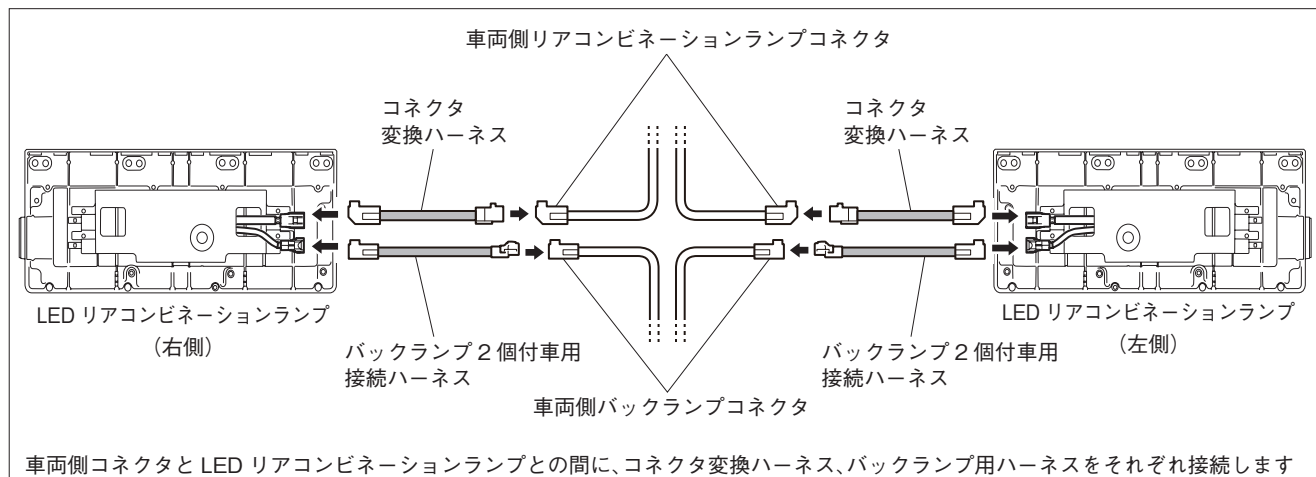 車両側リアコンビネーションランプコネクタ
コネクタ
変換ハーネス
コネクタ
変換ハーネス
LED リアコンビネーションランプ
（右側）
LED リアコンビネーションランプ
（左側）
バックランプ 2 個付車用
接続ハーネス
バックランプ 2 個付車用
接続ハーネス
車両側バックランプコネクタ
車両側コネクタと LED リアコンビネーションランプとの間に、コネクタ変換ハーネス、バックランプ用ハーネスをそれぞれ接続します